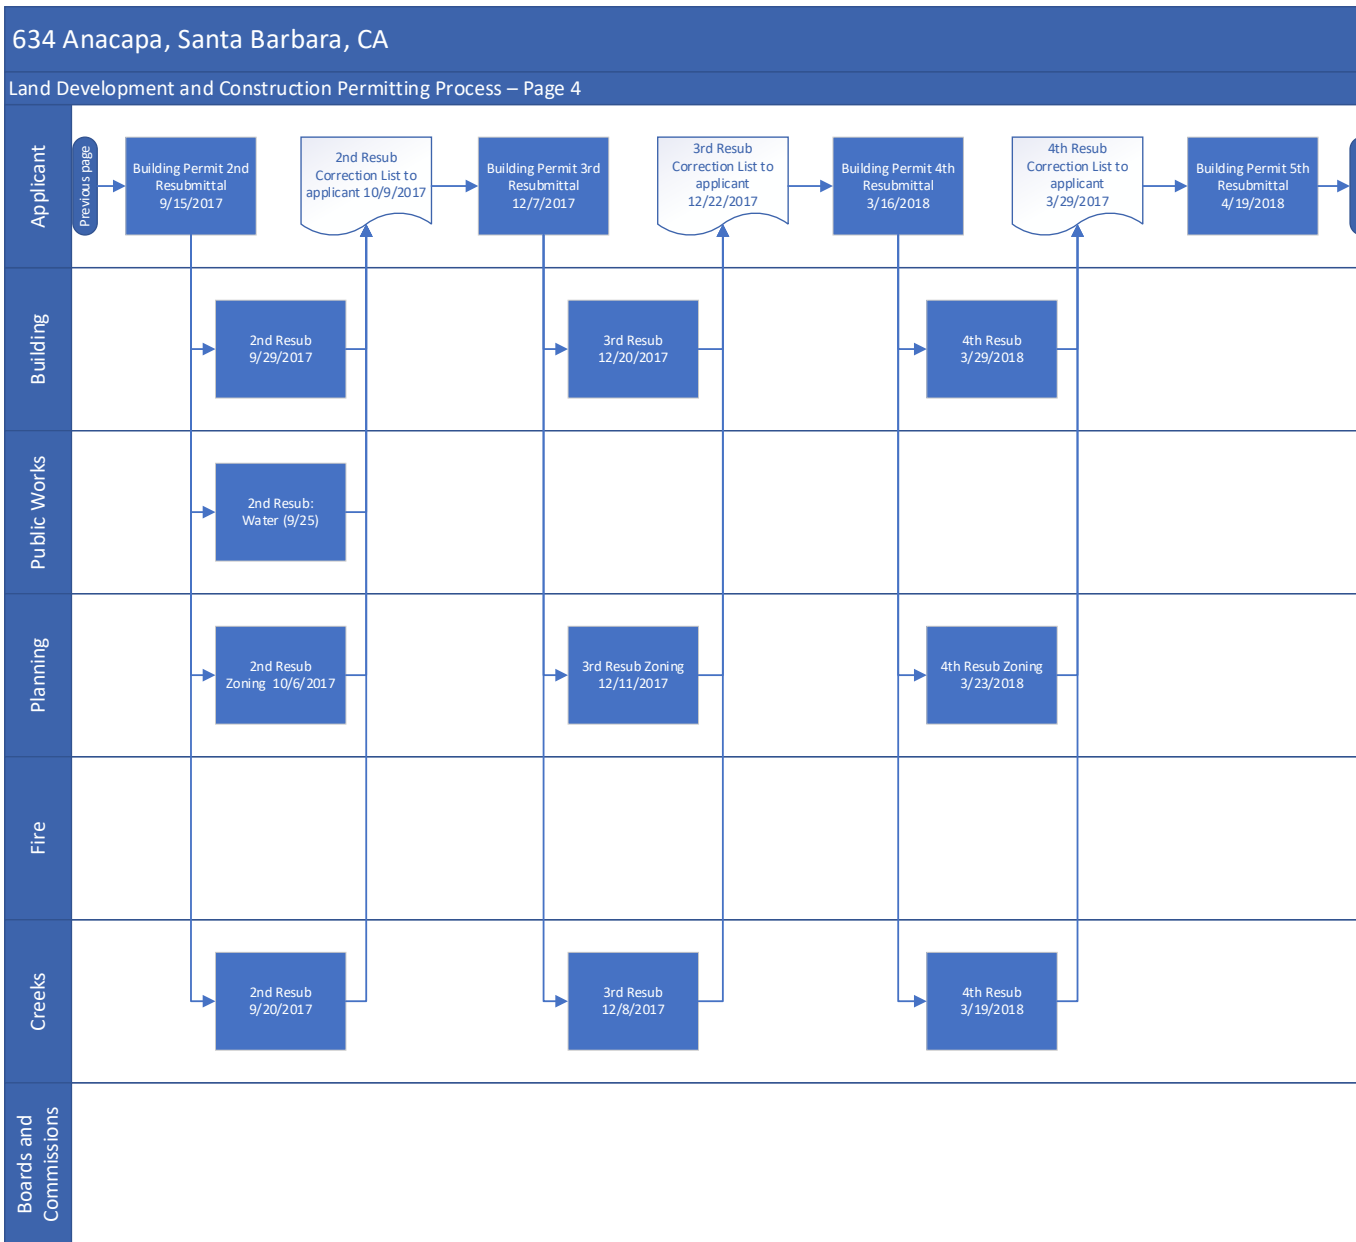 634 Anacapa, Santa Barbara, CA
Land Development and Construction Permitting Process – Page 4
Applicant
Previous page
Building Permit 2nd
Resubmittal
9/15/2017
2nd Resub
Correction List to
applicant 10/9/2017
Building Permit 3rd
Resubmittal
12/7/2017
3rd Resub
Correction List to
applicant
12/22/2017
Building Permit 4th
Resubmittal
3/16/2018
4th Resub
Correction List to
applicant
3/29/2017
Building Permit 5th
Resubmittal
4/19/2018
Building
2nd Resub
9/29/2017
3rd Resub
12/20/2017
4th Resub
3/29/2018
Public Works
2nd Resub:
Water (9/25)
Planning
2nd Resub
Zoning 10/6/2017
3rd Resub Zoning
12/11/2017
4th Resub Zoning
3/23/2018
Fire
Creeks
2nd Resub
9/20/2017
3rd Resub
12/8/2017
4th Resub
3/19/2018
Boards and
Commissions